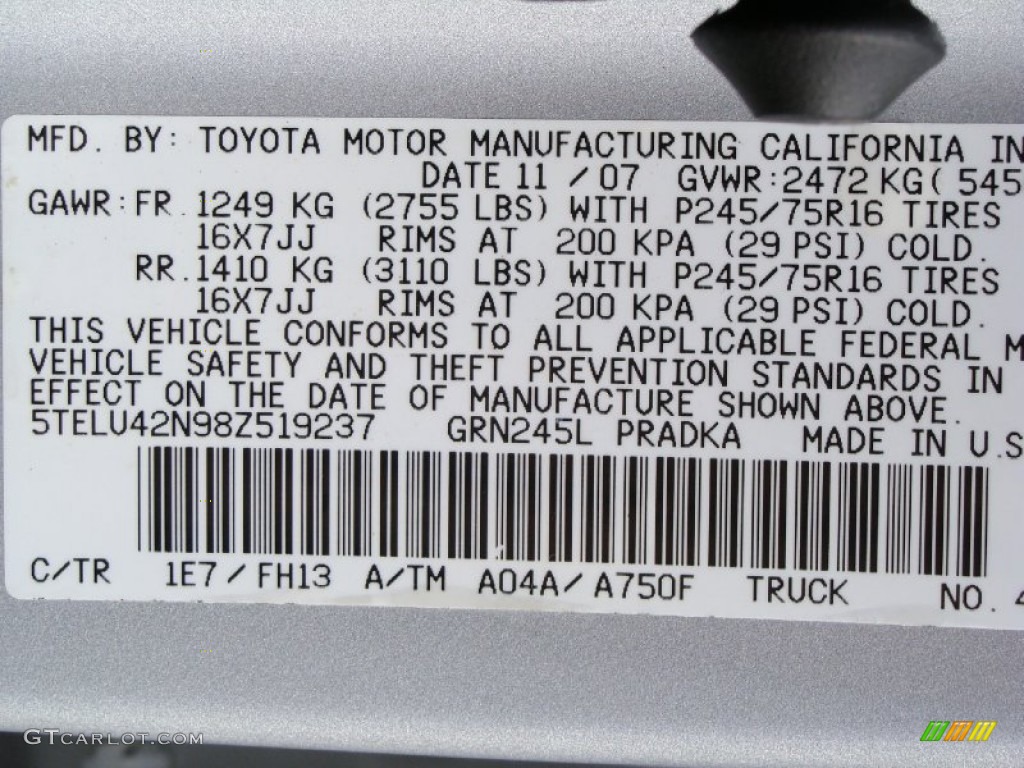 MFD. BY: TOYOTA MOTOR MANUFACTURING CALIFORNIA IN
DATE 11 / 07 GVWR: 2472 KG ( 545
GAWR: FR. 1249 KG (2755 LBS) WITH P245/75R16 TIRES
16X7JJ RIMS AT 200 KPA (29 PSI) COLD.
RR. 1410 KG (3110 LBS) WITH P245/75R16 TIRES
16X7JJ RIMS AT 200 KPA (29 PSI) COLD.
THIS VEHICLE CONFORMS TO ALL APPLICABLE FEDERAL M
VEHICLE SAFETY AND THEFT PREVENTION STANDARDS IN
EFFECT ON THE DATE OF MANUFACTURE SHOWN ABOVE.
5TELU42N98Z519237 GRN245L PRADKA MADE IN U.S
C/TR 1E7 / FH13 A/TM A04A/ A750F TRUCK NO. 4
GTCARLOT.COM